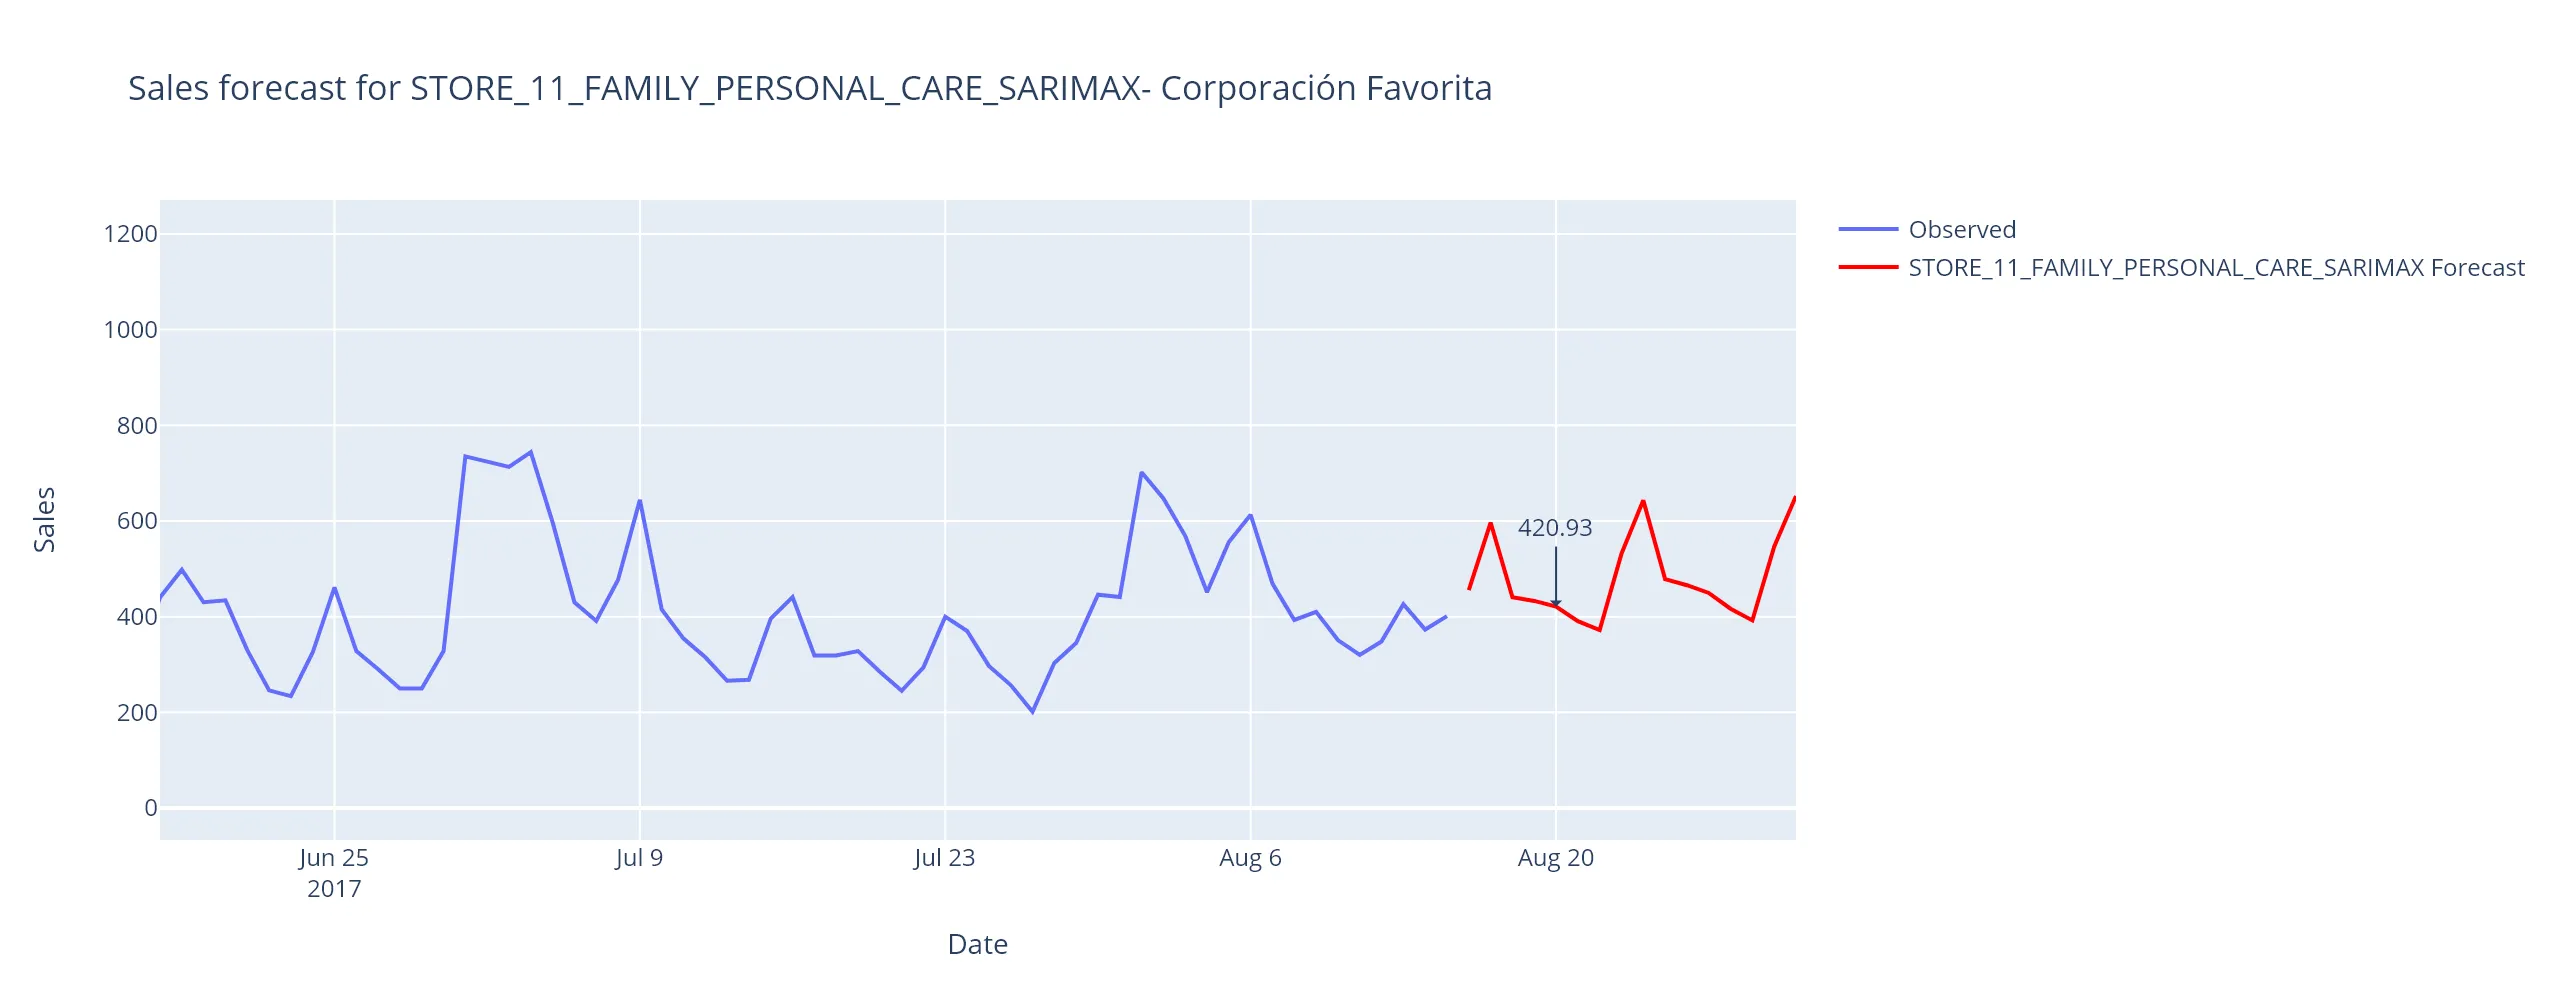 Sales forecast for STORE_11_FAMILY_PERSONAL_CARE_SARIMAX- Corporación Favorita
Observed
STORE_11_FAMILY_PERSONAL_CARE_SARIMAX Forecast
1200
1000
800
600
400
200
0
Sales
420.93
Jun 25
2017
Jul 9
Jul 23
Aug 6
Aug 20
Date